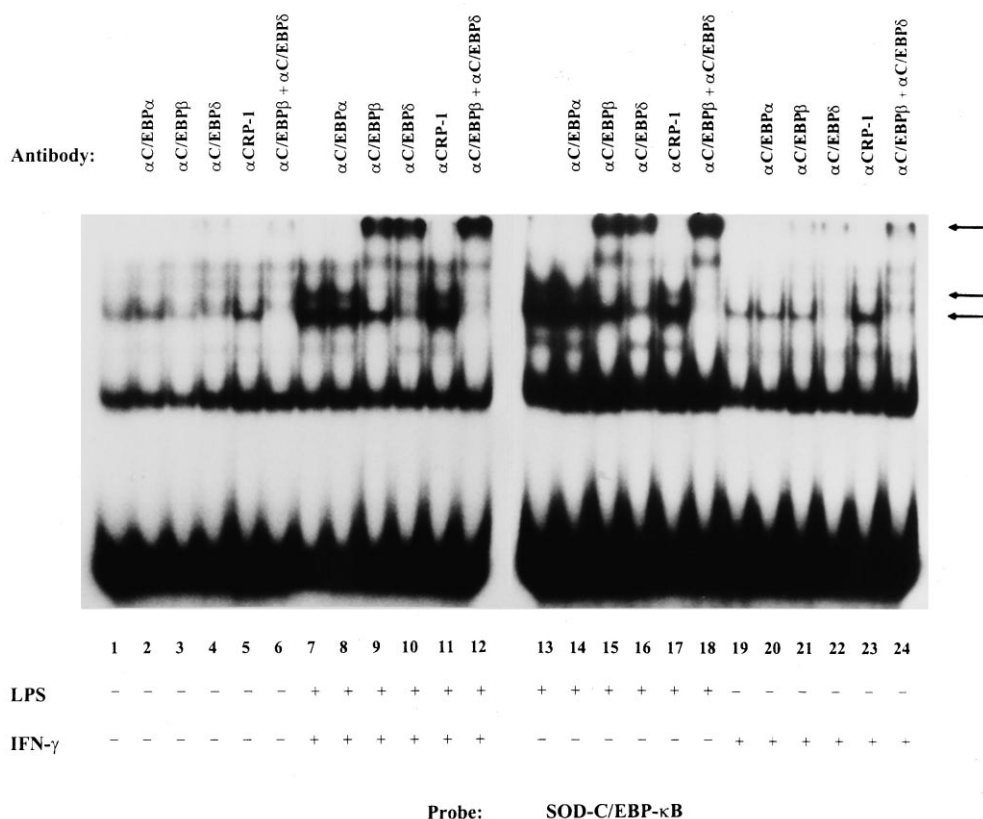 Antibody:
αC/EBPα
αC/EBPβ
αC/EBPδ
αCRP-1
αC/EBPβ + αC/EBPδ
αC/EBPα
αC/EBPβ
αC/EBPδ
αCRP-1
αC/EBPβ + αC/EBPδ
αC/EBPα
αC/EBPβ
αC/EBPδ
αCRP-1
αC/EBPβ + αC/EBPδ
αC/EBPα
αC/EBPβ
αC/EBPδ
αCRP-1
αC/EBPβ + αC/EBPδ
1 2 3 4 5 6 7 8 9 10 11 12 13 14 15 16 17 18 19 20 21 22 23 24
LPS – – – – – – + + + + + + + + + + + + – – – – – –
IFN-γ – – – – – – + + + + + + – – – – – – + + + + + +
Probe: SOD-C/EBP-κB